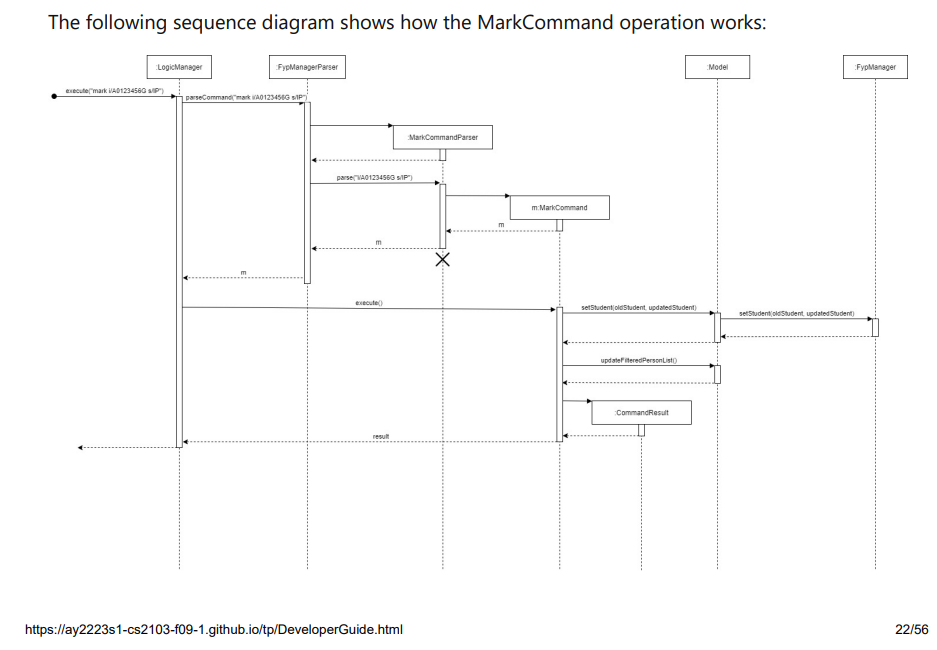 The following sequence diagram shows how the MarkCommand operation works:
:LogicManager
:FypManagerParser
:Model
:FypManager
execute("mark i/A0123456G s/IP")
parseCommand("mark i/A0123456G s/IP")
:MarkCommandParser
parse("i/A0123456G s/IP")
m:MarkCommand
m
m
m
execute()
setStudent(oldStudent, updatedStudent)
setStudent(oldStudent, updatedStudent)
updateFilteredPersonList()
:CommandResult
result
https://ay2223s1-cs2103-f09-1.github.io/tp/DeveloperGuide.html
22/56